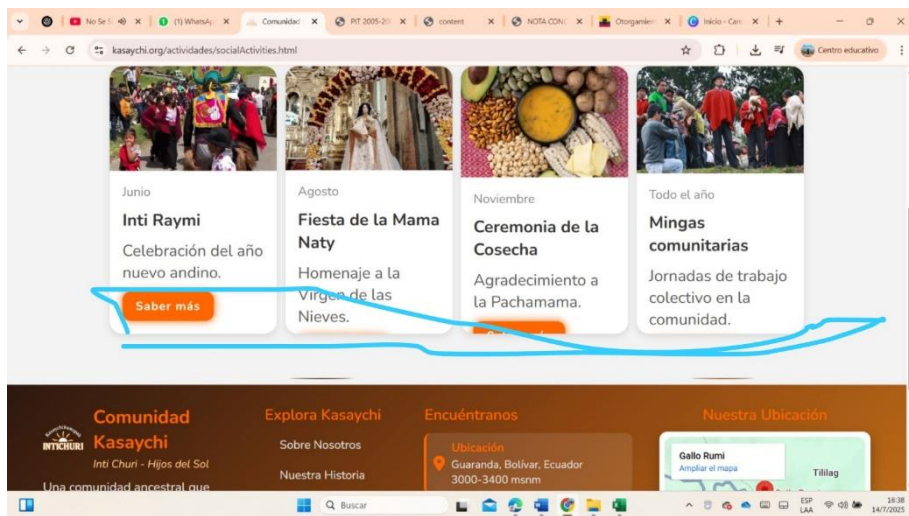 No Se S
(1) WhatsAp
Comunidad
PIT 2005-20
content
NOTA CONC
Otorgamien
Inicio - Can
kasaychi.org/actividades/socialActivities.html
Centro educativo
Junio
Inti Raymi
Celebración del año
nuevo andino.
Saber más
Agosto
Fiesta de la Mama
Naty
Homenaje a la
Virgen de las
Nieves.
Noviembre
Ceremonia de la
Cosecha
Agradecimiento a
la Pachamama.
Saber más
Todo el año
Mingas
comunitarias
Jornadas de trabajo
colectivo en la
comunidad.
INTICHURI
Comunidad
Kasaychi
Inti Churi - Hijos del Sol
Una comunidad ancestral que
Explora Kasaychi
Sobre Nosotros
Nuestra Historia
Encuéntranos
Ubicación
Guaranda, Bolívar, Ecuador
3000-3400 msnm
Nuestra Ubicación
Gallo Rumi
Ampliar el mapa
Tililag
Buscar
ESP
LAA
16:38
14/7/2025